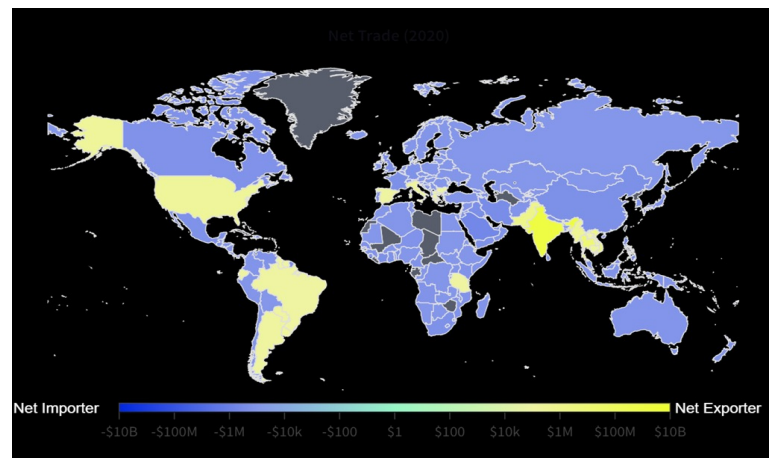 Net Trade (2020)
Net Importer Net Exporter
-$10B -$100M -$1M -$10k -$100 $1 $100 $10k $1M $100M $10B